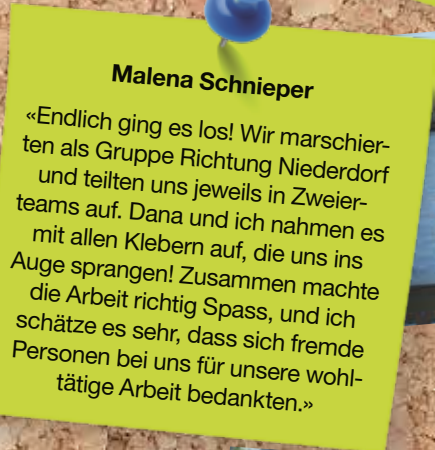 Malena Schnieper
«Endlich ging es los! Wir marschier-
ten als Gruppe Richtung Niederdorf
und teilten uns jeweils in Zweier-
teams auf. Dana und ich nahmen es
mit allen Klebern auf, die uns ins
Auge sprangen! Zusammen machte
die Arbeit richtig Spass, und ich
schätze es sehr, dass sich fremde
Personen bei uns für unsere wohl-
tätige Arbeit bedankten.»